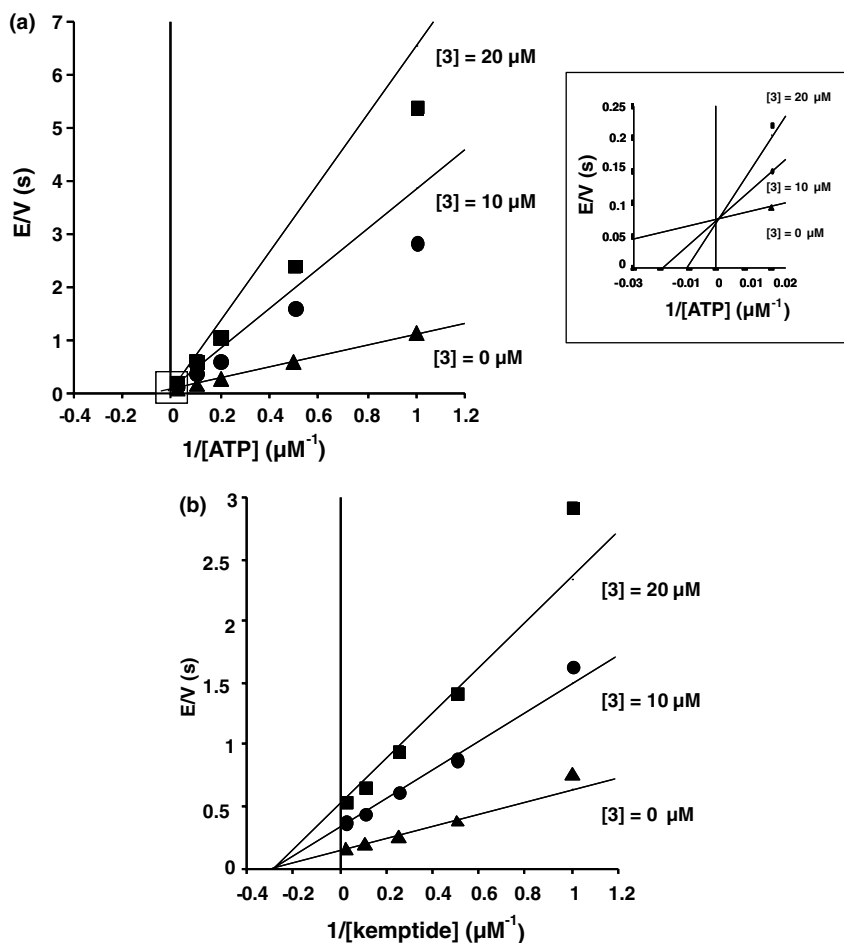 (a)
7
6
5
4
3
2
1
0
E/V (s)
-0.4 -0.2 0 0.2 0.4 0.6 0.8 1 1.2
1/[ATP] (µM⁻¹)
[3] = 20 µM
[3] = 10 µM
[3] = 0 µM
0.25
0.2
0.15
0.1
0.05
0
E/V (s)
-0.03 -0.02 -0.01 0 0.01 0.02
1/[ATP] (µM⁻¹)
[3] = 20 µM
[3] = 10 µM
[3] = 0 µM
(b)
3
2.5
2
1.5
1
0.5
0
E/V (s)
-0.4 -0.2 0 0.2 0.4 0.6 0.8 1 1.2
1/[kemptide] (µM⁻¹)
[3] = 20 µM
[3] = 10 µM
[3] = 0 µM